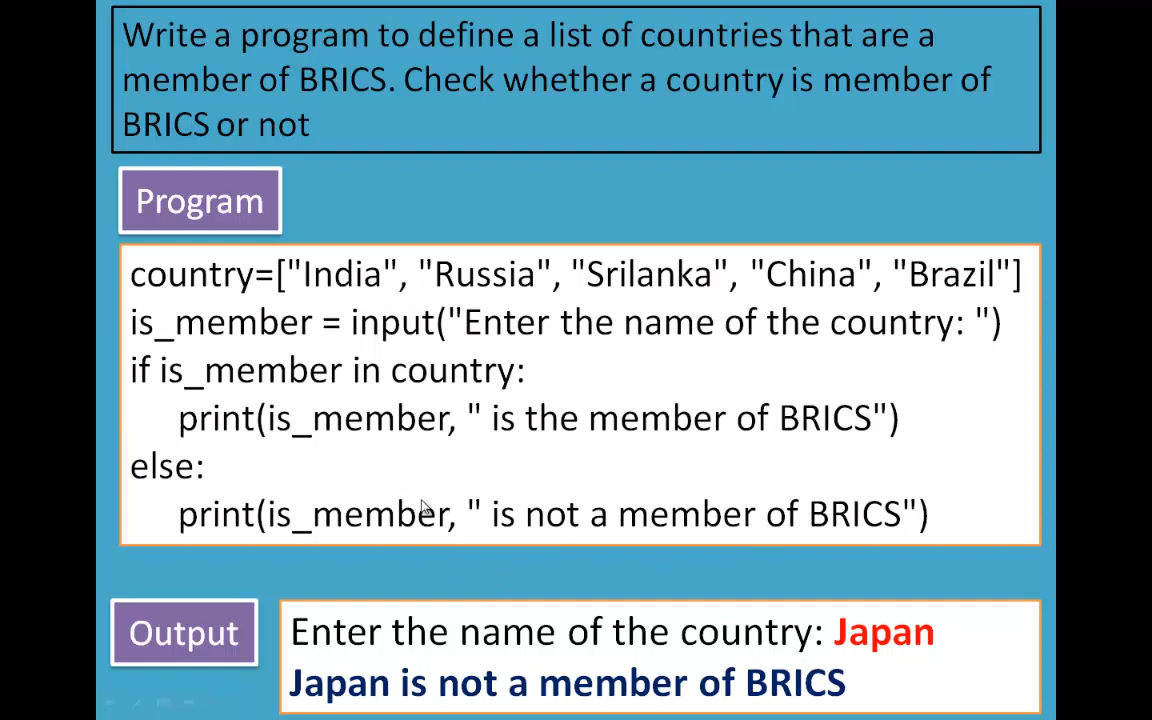 Write a program to define a list of countries that are a
member of BRICS. Check whether a country is member of
BRICS or not
Program
country=["India", "Russia", "Srilanka", "China", "Brazil"]
is_member = input("Enter the name of the country: ")
if is_member in country:
print(is_member, " is the member of BRICS")
else:
print(is_member, " is not a member of BRICS")
Output
Enter the name of the country: Japan
Japan is not a member of BRICS